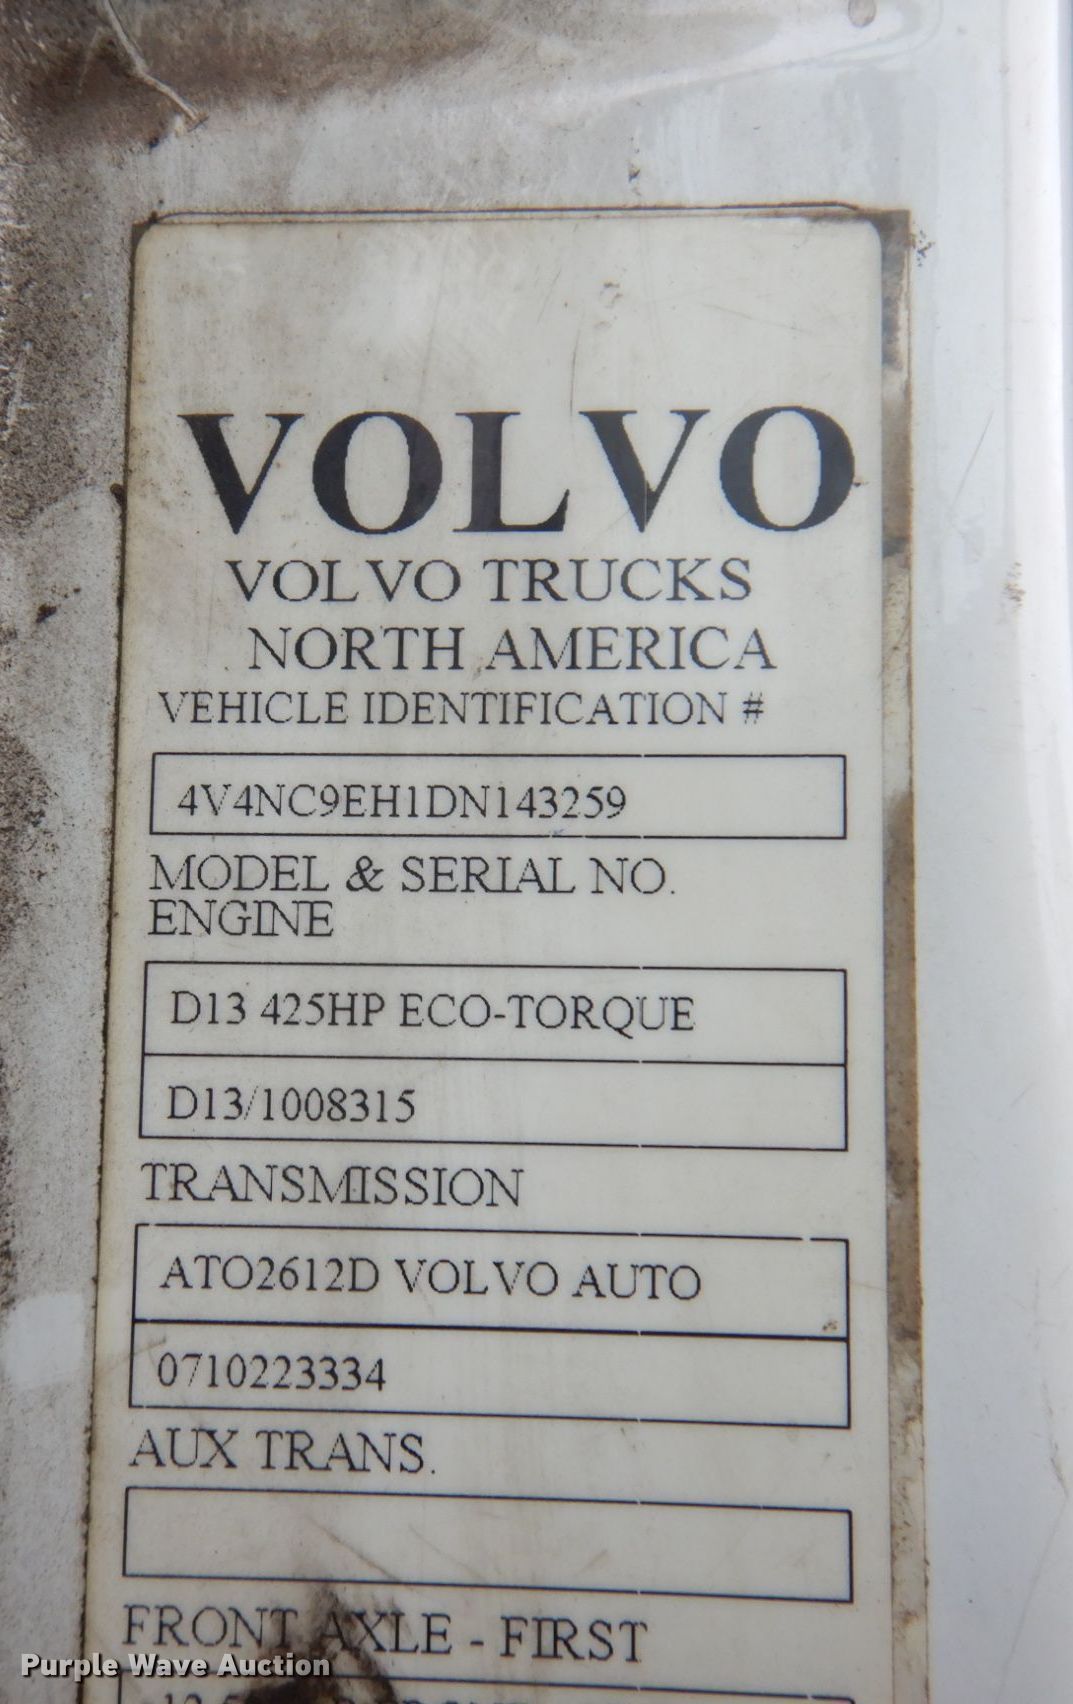 VOLVO
VOLVO TRUCKS
NORTH AMERICA
VEHICLE IDENTIFICATION #
4V4NC9EH1DN143259
MODEL & SERIAL NO.
ENGINE
D13 425HP ECO-TORQUE
D13/1008315
TRANSMISSION
ATO2612D VOLVO AUTO
0710223334
AUX TRANS.
FRONT AXLE - FIRST
Purple Wave Auction